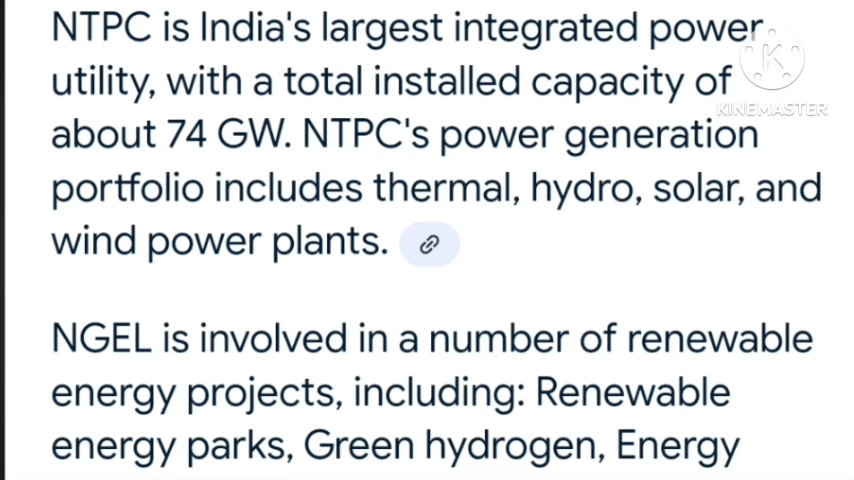 NTPC is India's largest integrated power
utility, with a total installed capacity of
about 74 GW. NTPC's power generation
portfolio includes thermal, hydro, solar, and
wind power plants.
NGEL is involved in a number of renewable
energy projects, including: Renewable
energy parks, Green hydrogen, Energy
K
KINEMASTER